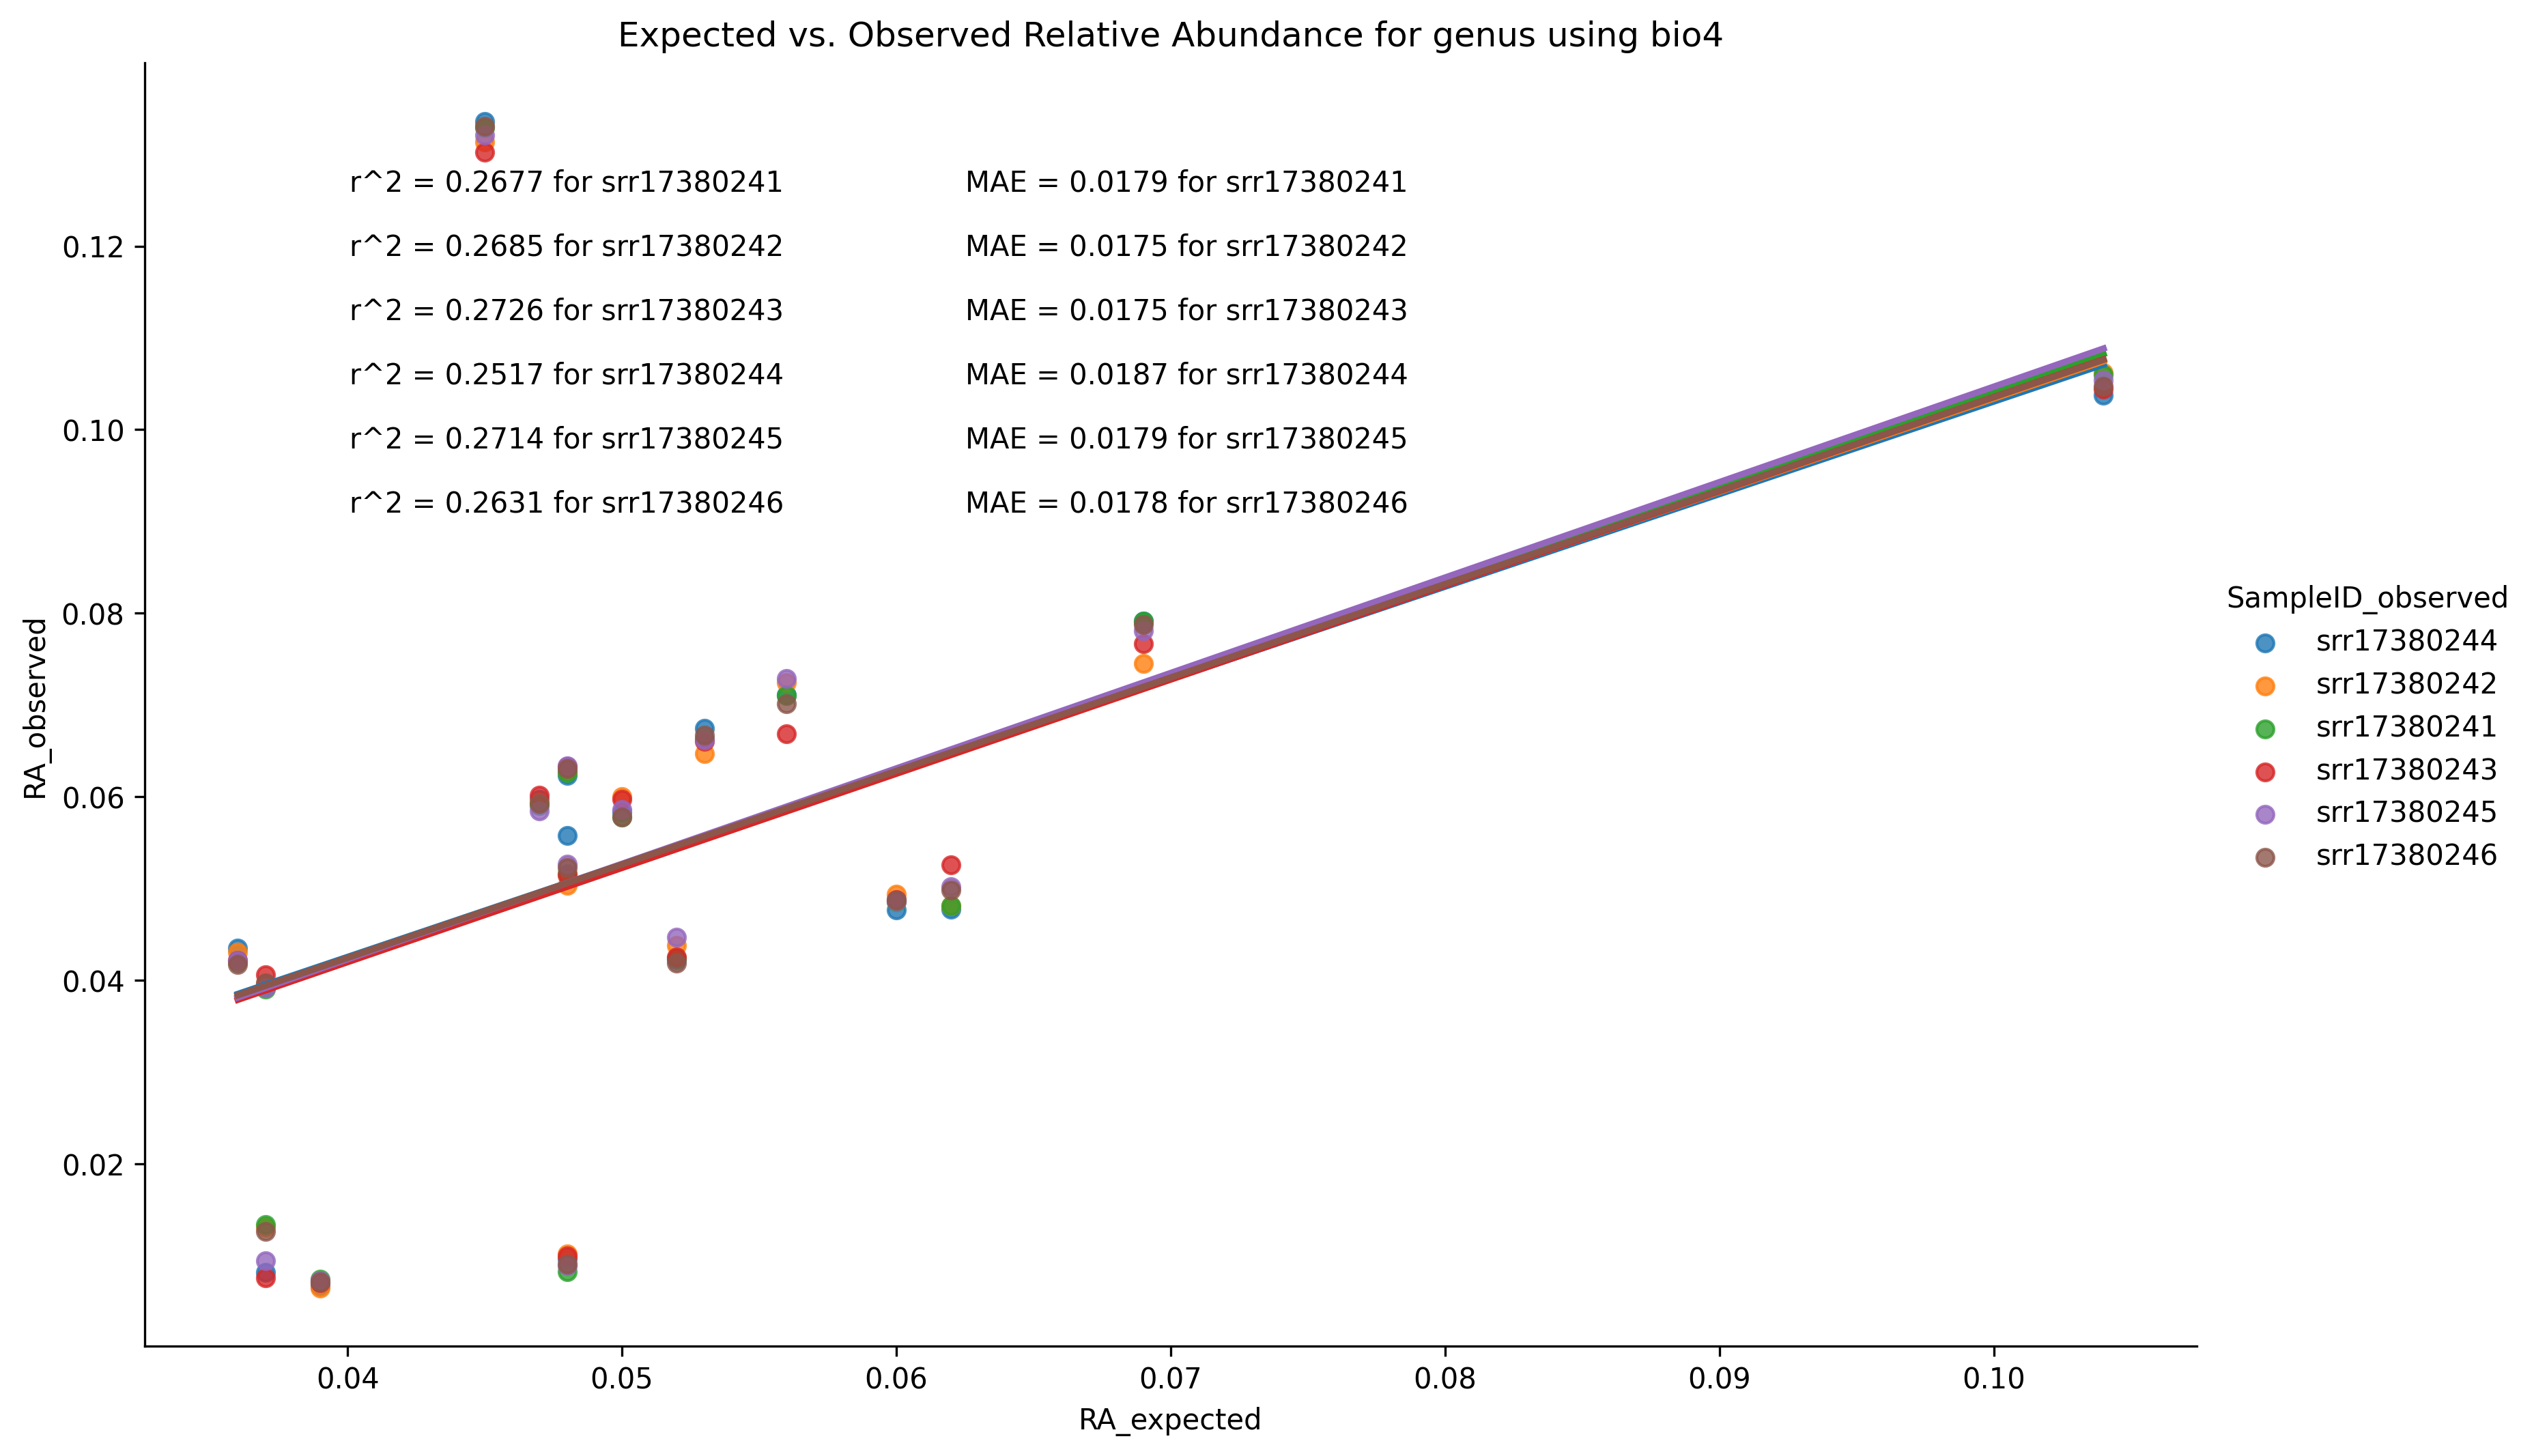 Expected vs. Observed Relative Abundance for genus using bio4
r^2 = 0.2677 for srr17380241
MAE = 0.0179 for srr17380241
r^2 = 0.2685 for srr17380242
MAE = 0.0175 for srr17380242
r^2 = 0.2726 for srr17380243
MAE = 0.0175 for srr17380243
r^2 = 0.2517 for srr17380244
MAE = 0.0187 for srr17380244
r^2 = 0.2714 for srr17380245
MAE = 0.0179 for srr17380245
r^2 = 0.2631 for srr17380246
MAE = 0.0178 for srr17380246
RA_observed
0.12
0.10
0.08
0.06
0.04
0.02
0.04
0.05
0.06
0.07
0.08
0.09
0.10
RA_expected
SampleID_observed
srr17380244
srr17380242
srr17380241
srr17380243
srr17380245
srr17380246